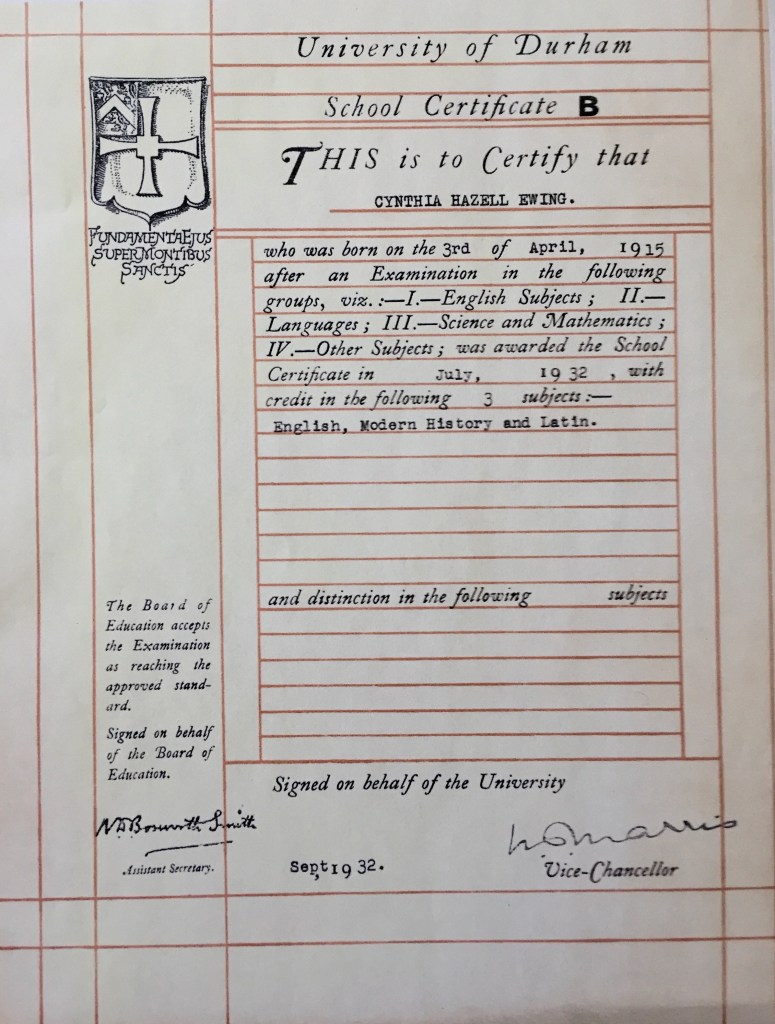 University of Durham
School Certificate B
THIS is to Certify that
CYNTHIA HAZELL EWING.
FUNDAMENTA EJUS
SUPER MONTIBUS
SANCTIS
who was born on the 3rd of April, 1915
after an Examination in the following
groups, viz.:—I.—English Subjects; II.—
Languages; III.—Science and Mathematics;
IV.—Other Subjects; was awarded the School
Certificate in July, 1932, with
credit in the following 3 subjects:—
English, Modern History and Latin.
and distinction in the following subjects
The Board of
Education accepts
the Examination
as reaching the
approved stand-
ard.
Signed on behalf
of the Board of
Education.
N D Bosworth Smith
Assistant Secretary.
Signed on behalf of the University
Sept, 1932.
Marris
Vice-Chancellor